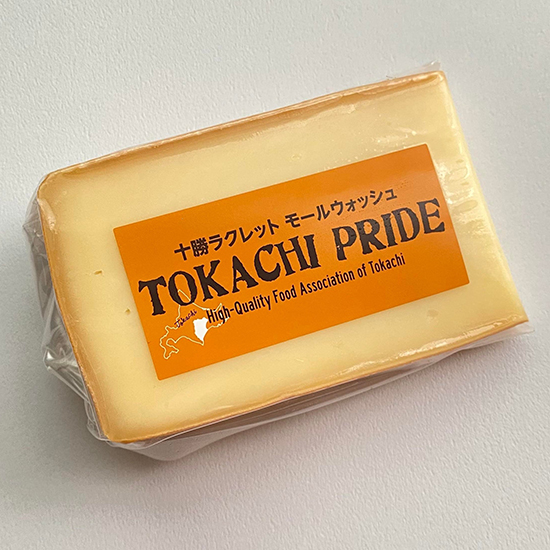 十勝ラクレット モールウォッシュ
TOKACHI PRIDE
High-Quality Food Association of Tokachi
Tokachi